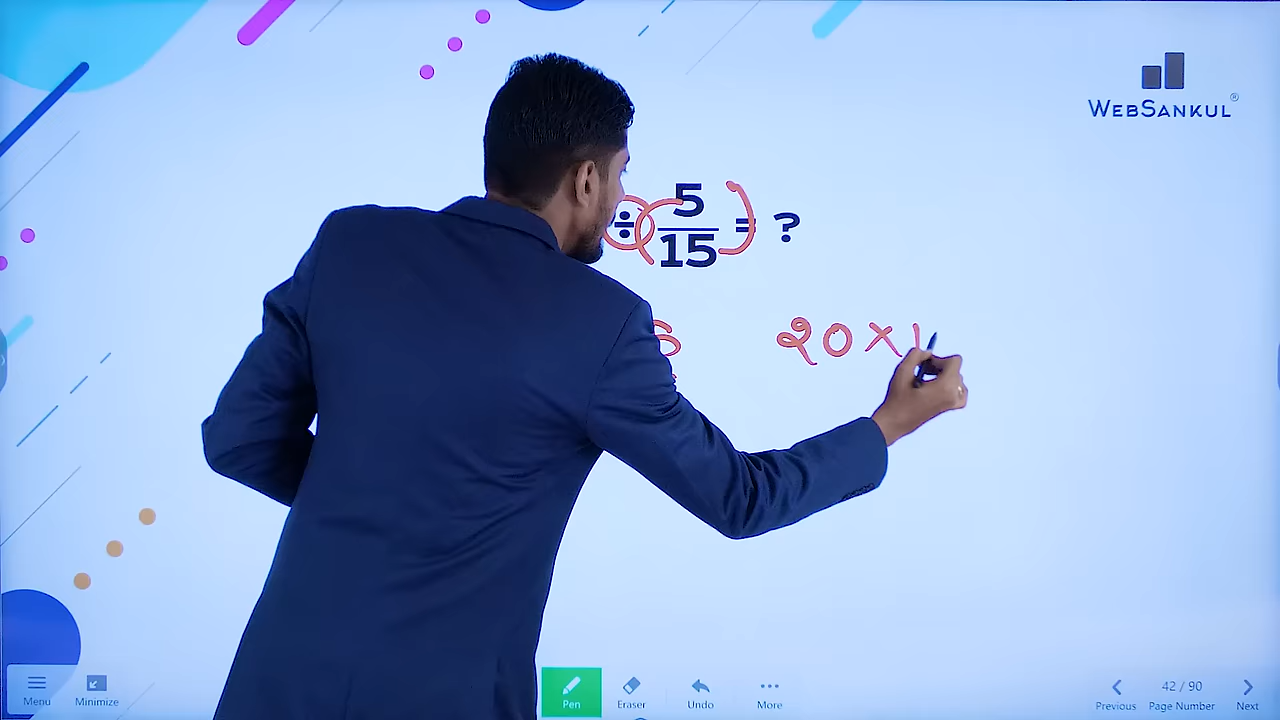 WEBSANKUL®
÷ 5/15 = ?
२० ×
Menu
Minimize
Pen
Eraser
Undo
More
Previous
42 / 90
Page Number
Next